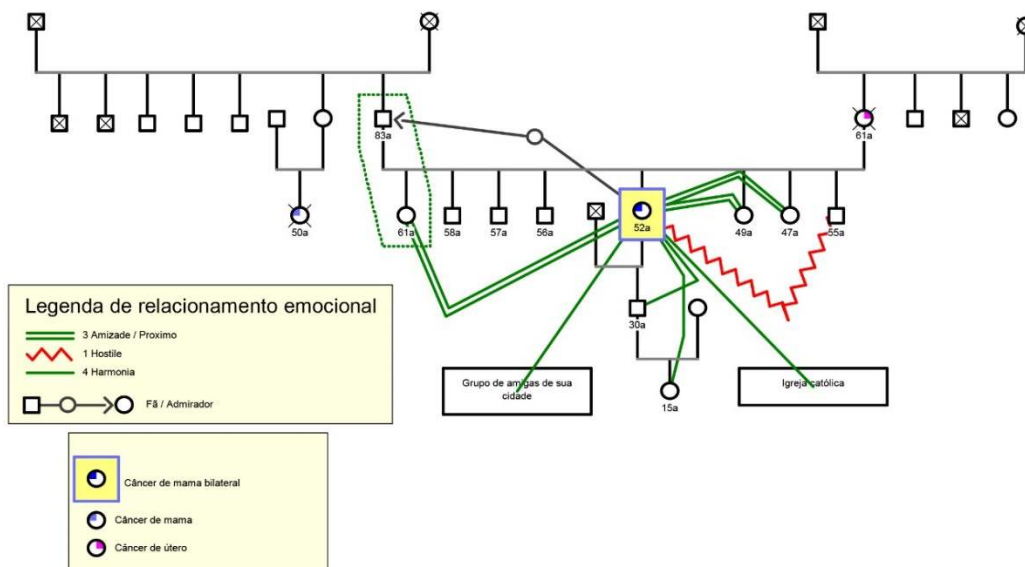 83a
61a
50a
61a
58a
57a
56a
52a
49a
47a
55a
Legenda de relacionamento emocional
3 Amizade / Proximo
1 Hostile
4 Harmonia
Fã / Admirador
30a
Grupo de amigas de sua
cidade
Igreja católica
15a
Câncer de mama bilateral
Câncer de mama
Câncer de útero